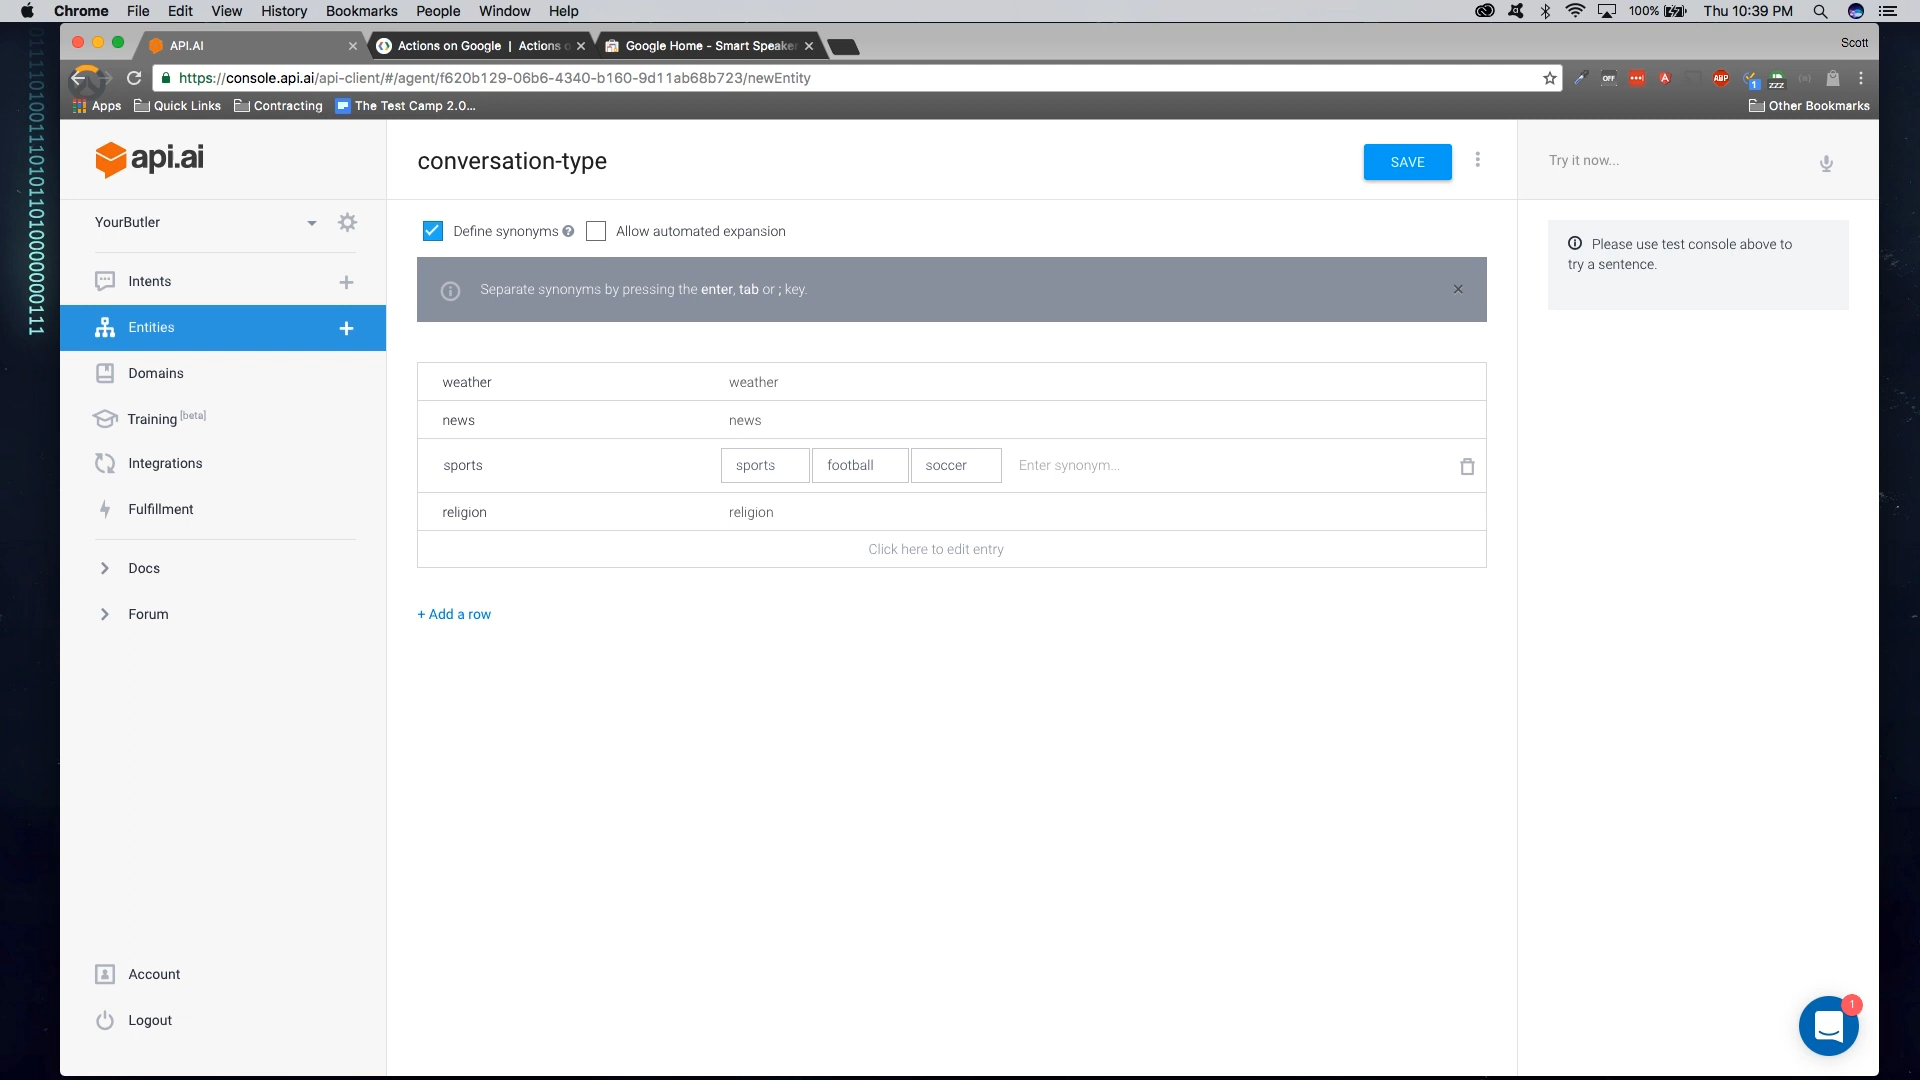 Chrome File Edit View History Bookmarks People Window Help 100% Thu 10:39 PM
API.AI Actions on Google | Actions o Google Home - Smart Speaker Scott
https://console.api.ai/api-client/#/agent/f620b129-06b6-4340-b160-9d11ab68b723/newEntity
OFF ABP 1 zzz
Apps Quick Links Contracting The Test Camp 2.0... Other Bookmarks
api.ai conversation-type SAVE Try it now...
YourButler
Define synonyms ? Allow automated expansion
Please use test console above to
try a sentence.
Intents +
Separate synonyms by pressing the enter, tab or ; key.
Entities +
Domains
weather weather
Training [beta]
news news
Integrations
sports sports football soccer Enter synonym...
Fulfillment
religion religion
Click here to edit entry
Docs
Forum
+ Add a row
Account
Logout
1